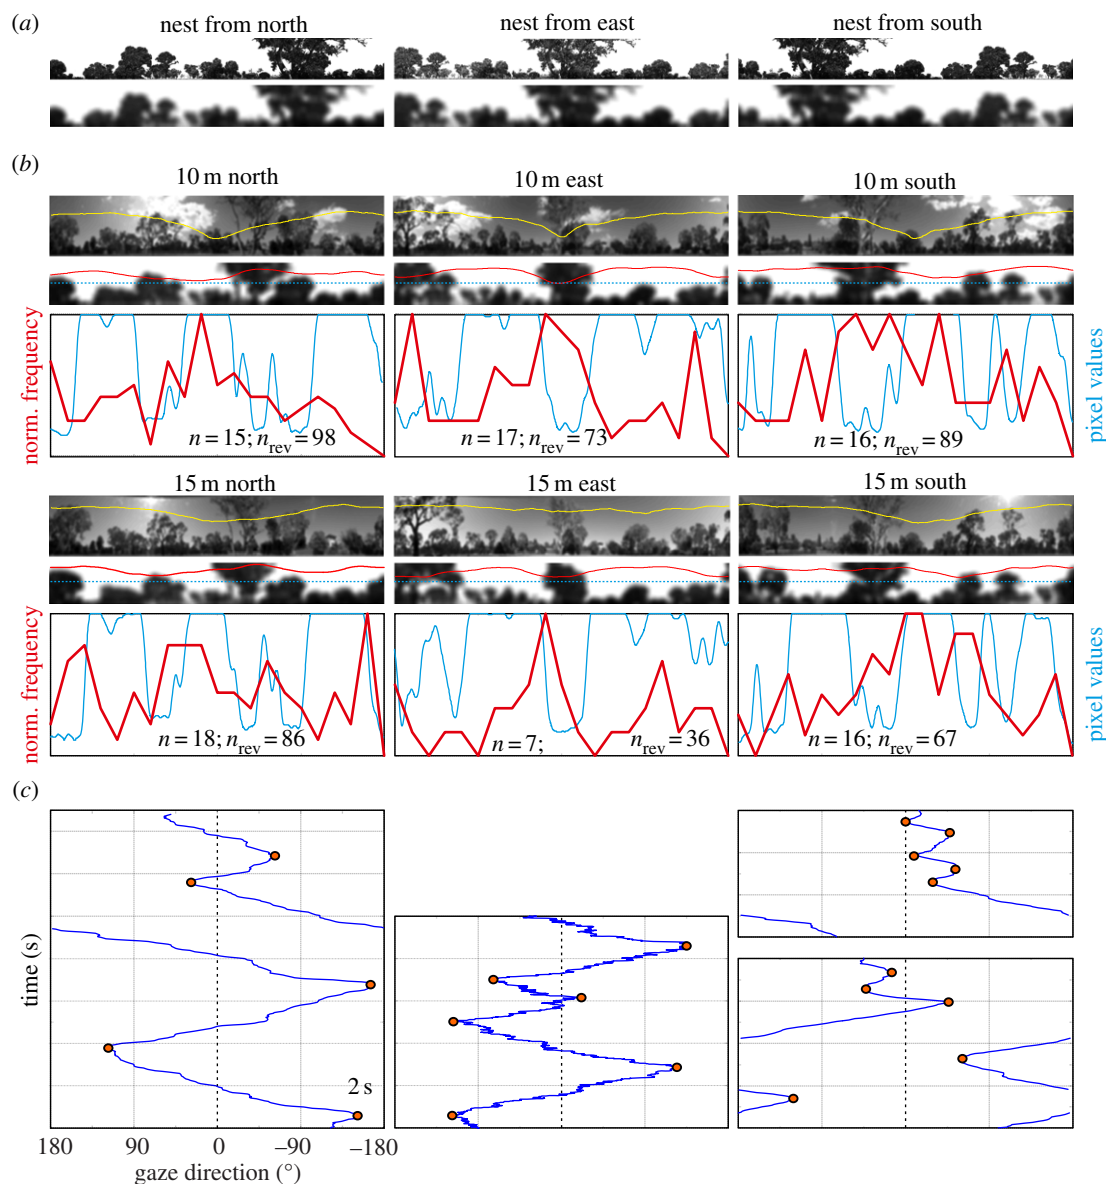 (a)
nest from north nest from east nest from south
(b)
10 m north 10 m east 10 m south
norm. frequency
n = 15; nrev = 98
n = 17; nrev = 73
n = 16; nrev = 89
pixel values
15 m north 15 m east 15 m south
norm. frequency
n = 18; nrev = 86
n = 7; nrev = 36
n = 16; nrev = 67
pixel values
(c)
time (s)
2 s
180 90 0 –90 –180
gaze direction (°)